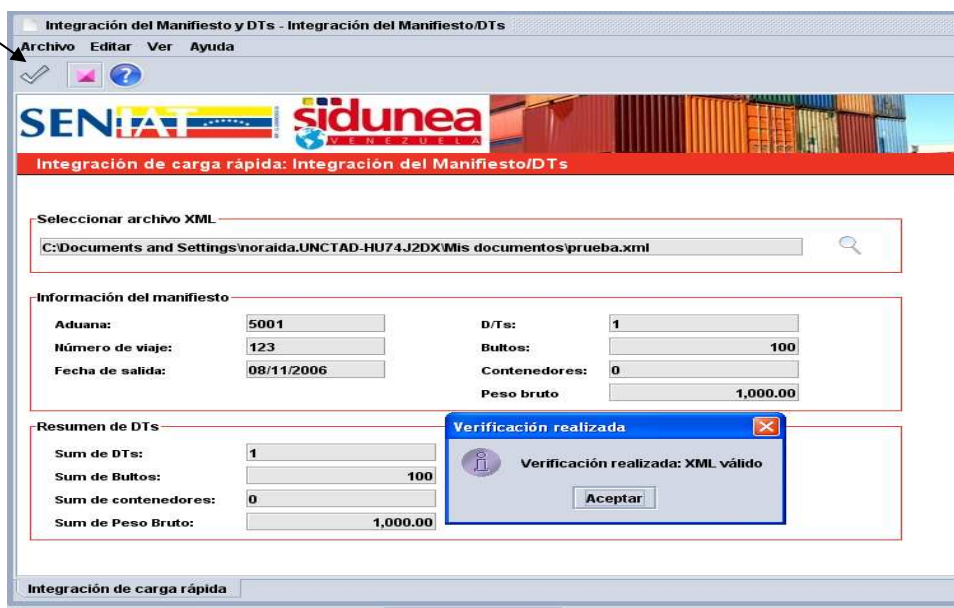 Integración del Manifiesto y DTs - Integración del Manifiesto/DTs
Archivo Editar Ver Ayuda
SENIAT sidunea
VENEZUELA
Integración de carga rápida: Integración del Manifiesto/DTs
Seleccionar archivo XML
C:\Documents and Settings\noraida.UNCTAD-HU74J2DX\Mis documentos\prueba.xml
Información del manifiesto
Aduana: 5001 D/Ts: 1
Número de viaje: 123 Bultos: 100
Fecha de salida: 08/11/2006 Contenedores: 0
Peso bruto 1,000.00
Resumen de DTs
Sum de DTs: 1
Sum de Bultos: 100
Sum de contenedores: 0
Sum de Peso Bruto: 1,000.00
Verificación realizada
Verificación realizada: XML válido
Aceptar
Integración de carga rápida